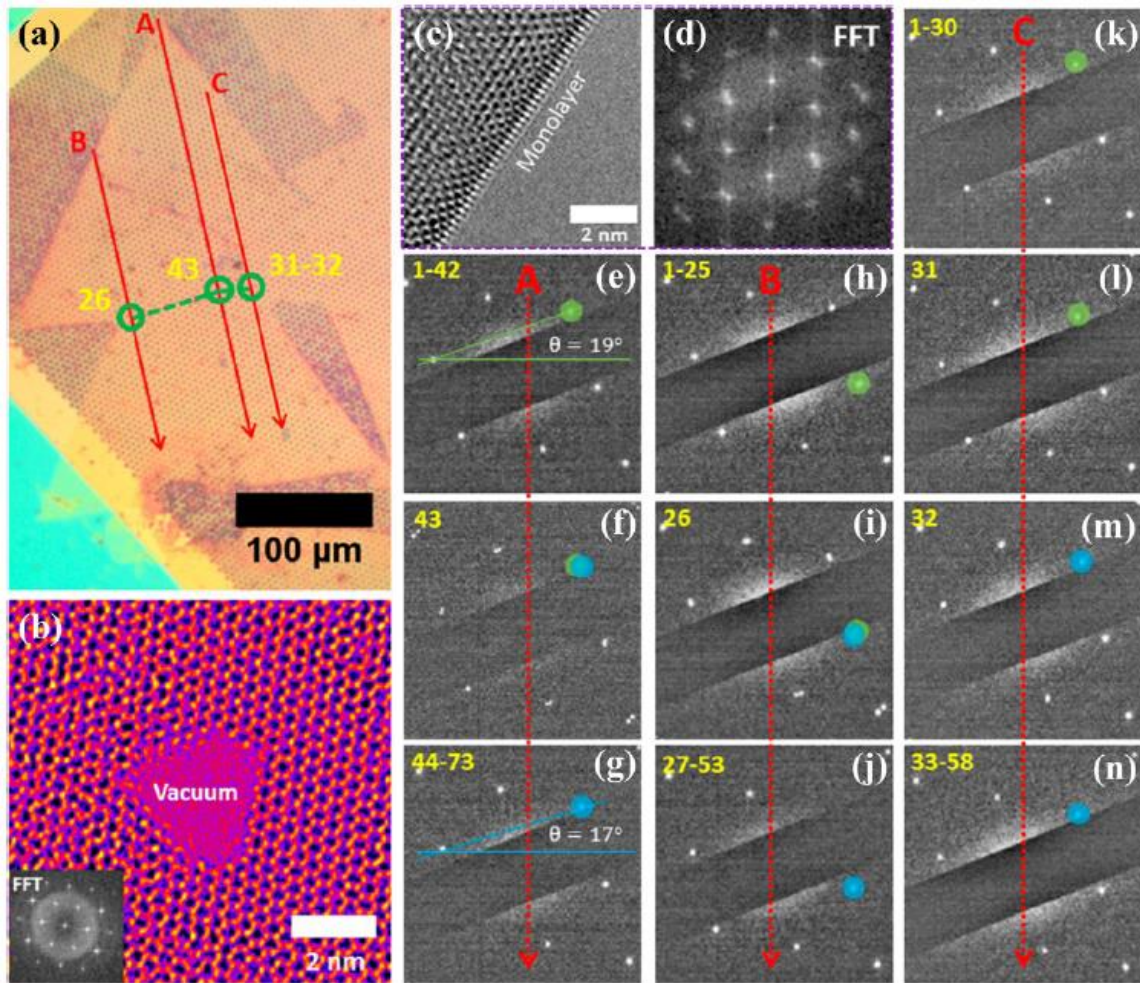 (a)
A
C
B
43
31-32
26
100 µm
(b)
Vacuum
FFT
2 nm
(c)
Monolayer
2 nm
(d)
FFT
1-30
C
(k)
1-42
A
(e)
θ = 19°
1-25
B
(h)
31
(l)
43
(f)
26
(i)
32
(m)
44-73
(g)
θ = 17°
27-53
(j)
33-58
(n)